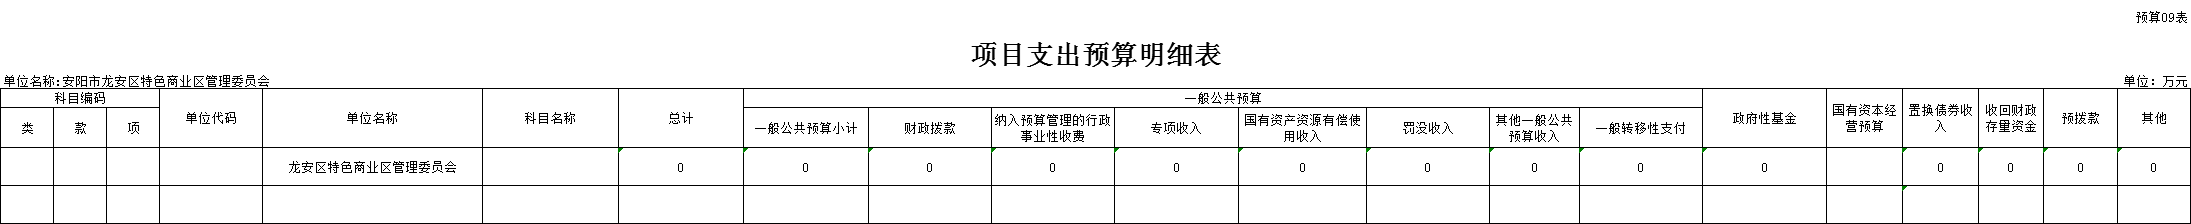 预算09表
项目支出预算明细表
单位名称:安阳市龙安区特色商业区管理委员会 单位：万元
科目编码 单位代码 单位名称 科目名称 总计 一般公共预算 政府性基金 国有资本经营预算 置换债券收入 收回财政存量资金 预拨款 其他
类 款 项 一般公共预算小计 财政拨款 纳入预算管理的行政事业性收费 专项收入 国有资产资源有偿使用收入 罚没收入 其他一般公共预算收入 一般转移性支付
龙安区特色商业区管理委员会 0 0 0 0 0 0 0 0 0 0 0 0 0 0